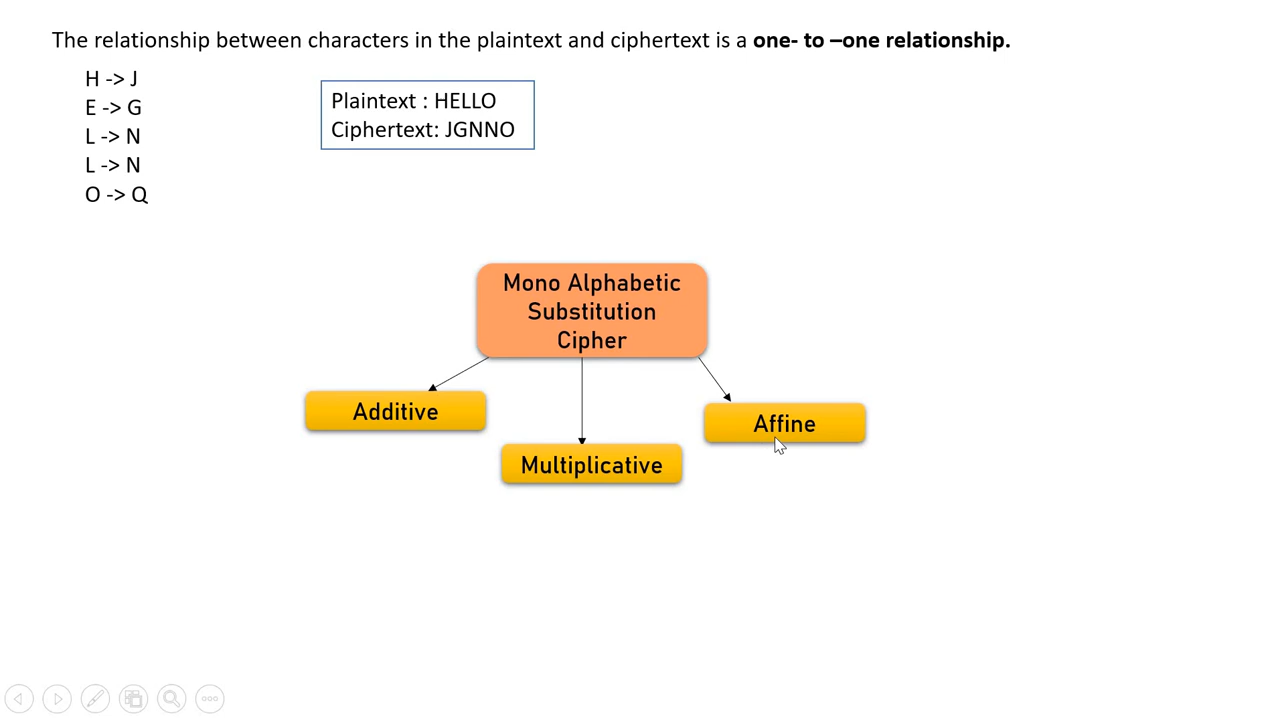 The relationship between characters in the plaintext and ciphertext is a one- to –one relationship.
H -> J
E -> G
L -> N
L -> N
O -> Q
Plaintext : HELLO
Ciphertext: JGNNO
Mono Alphabetic
Substitution
Cipher
Additive
Affine
Multiplicative